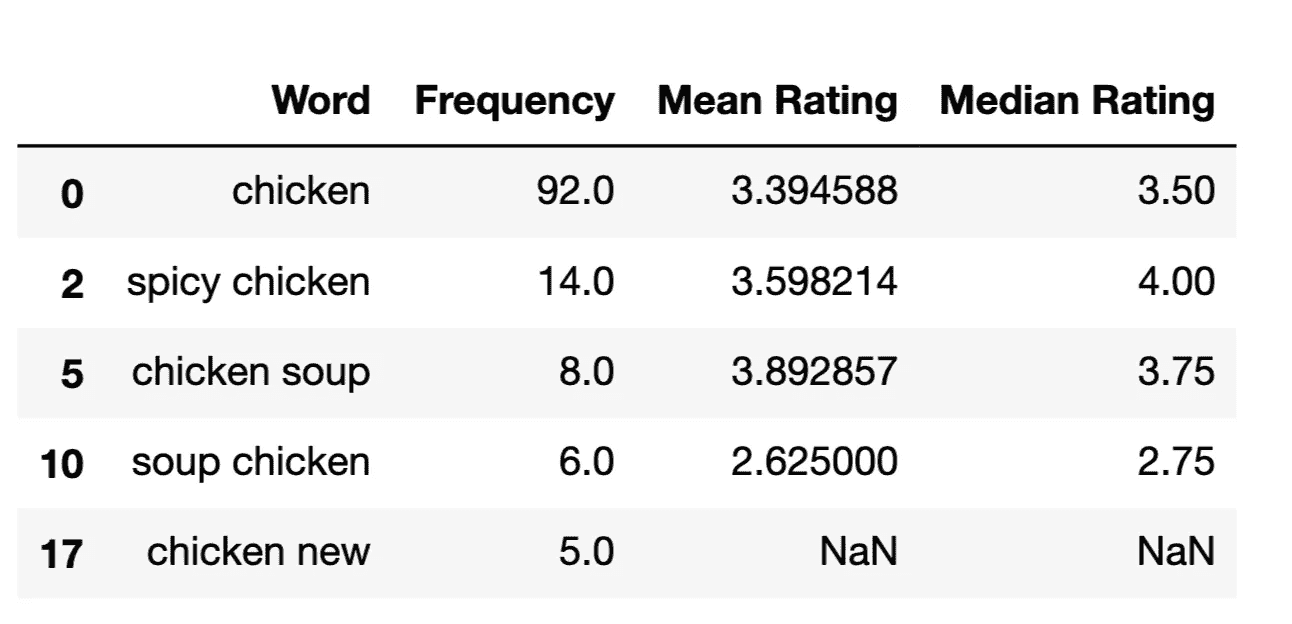 Word Frequency Mean Rating Median Rating
0 chicken 92.0 3.394588 3.50
2 spicy chicken 14.0 3.598214 4.00
5 chicken soup 8.0 3.892857 3.75
10 soup chicken 6.0 2.625000 2.75
17 chicken new 5.0 NaN NaN